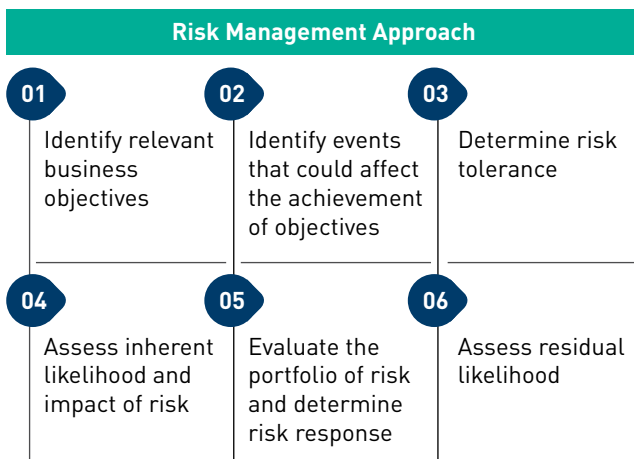 Risk Management Approach
01
Identify relevant
business
objectives
02
Identify events
that could affect
the achievement
of objectives
03
Determine risk
tolerance
04
Assess inherent
likelihood and
impact of risk
05
Evaluate the
portfolio of risk
and determine
risk response
06
Assess residual
likelihood